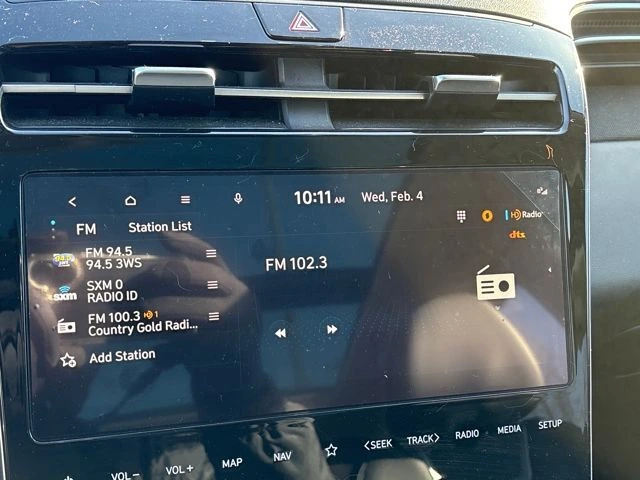 10:11 AM Wed, Feb. 4
FM Station List
HD Radio
dts
FM 94.5
94.5 3WS
FM 102.3
SXM 0
RADIO ID
sxm
FM 100.3 HD 1
Country Gold Radi...
Add Station
VOL − VOL + MAP NAV <SEEK TRACK> RADIO MEDIA SETUP